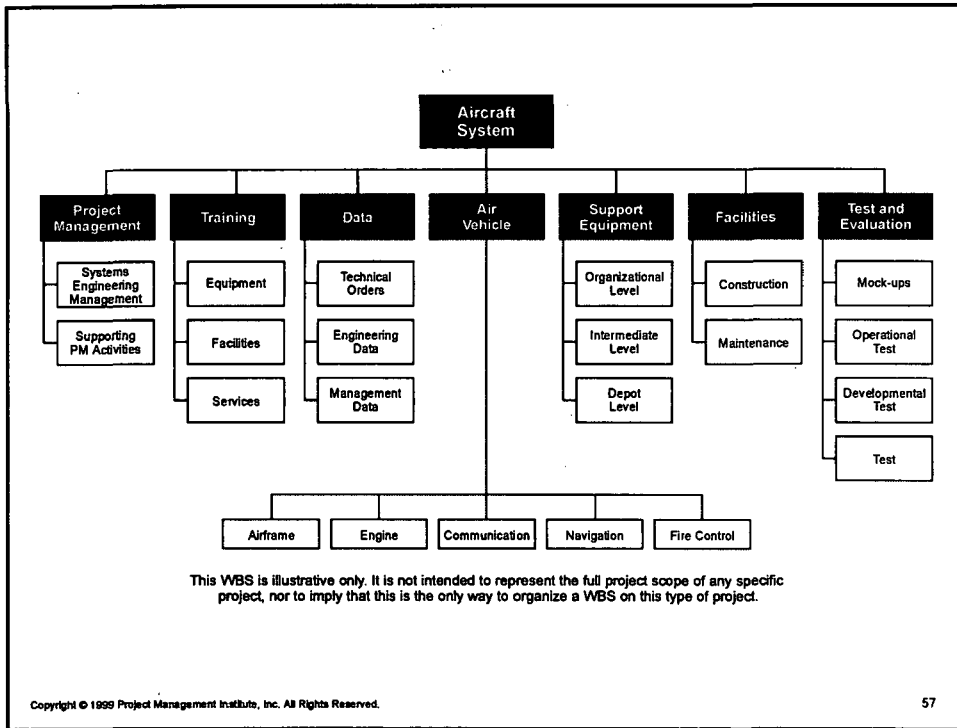 Aircraft
System
Project
Management
Training
Data
Air
Vehicle
Support
Equipment
Facilities
Test and
Evaluation
Systems
Engineering
Management
Supporting
PM Activities
Equipment
Facilities
Services
Technical
Orders
Engineering
Data
Management
Data
Organizational
Level
Intermediate
Level
Depot
Level
Construction
Maintenance
Mock-ups
Operational
Test
Developmental
Test
Test
Airframe
Engine
Communication
Navigation
Fire Control
This WBS is illustrative only. It is not intended to represent the full project scope of any specific
project, nor to imply that this is the only way to organize a WBS on this type of project.
Copyright © 1999 Project Management Institute, Inc. All Rights Reserved.
57